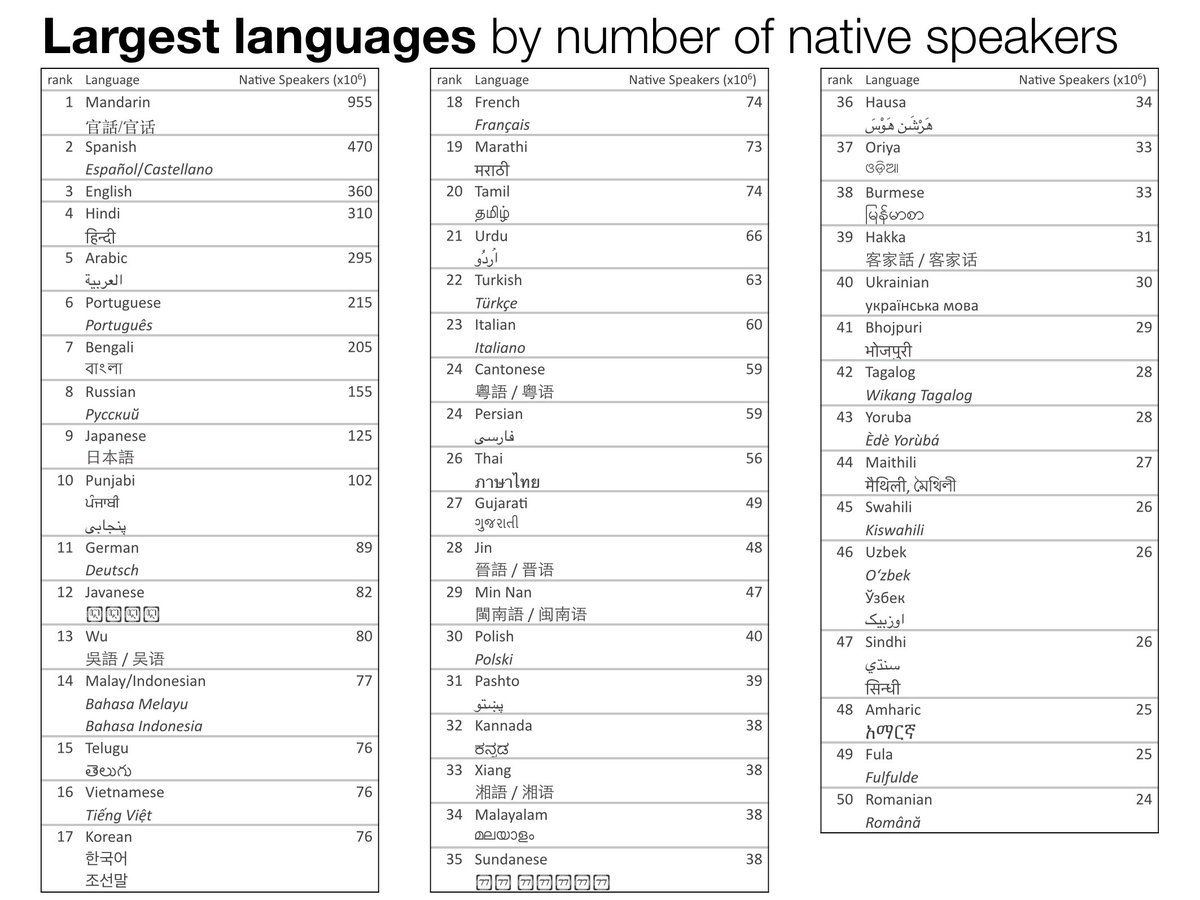 Largest languages by number of native speakers
rank Language Native Speakers (x10⁶)
1 Mandarin 955
官話/官话
2 Spanish 470
Español/Castellano
3 English 360
4 Hindi 310
हिन्दी
5 Arabic 295
العربية
6 Portuguese 215
Português
7 Bengali 205
বাংলা
8 Russian 155
Русский
9 Japanese 125
日本語
10 Punjabi 102
ਪੰਜਾਬੀ
پنجابی
11 German 89
Deutsch
12 Javanese 82
13 Wu 80
吳語 / 吴语
14 Malay/Indonesian 77
Bahasa Melayu
Bahasa Indonesia
15 Telugu 76
తెలుగు
16 Vietnamese 76
Tiếng Việt
17 Korean 76
한국어
조선말
rank Language Native Speakers (x10⁶)
18 French 74
Français
19 Marathi 73
मराठी
20 Tamil 74
தமிழ்
21 Urdu 66
اُردُو
22 Turkish 63
Türkçe
23 Italian 60
Italiano
24 Cantonese 59
粵語 / 粤语
24 Persian 59
فارسی
26 Thai 56
ภาษาไทย
27 Gujarati 49
ગુજરાતી
28 Jin 48
晉語 / 晋语
29 Min Nan 47
閩南語 / 闽南语
30 Polish 40
Polski
31 Pashto 39
پښتو
32 Kannada 38
ಕನ್ನಡ
33 Xiang 38
湘語 / 湘语
34 Malayalam 38
മലയാളം
35 Sundanese 38
rank Language Native Speakers (x10⁶)
36 Hausa 34
هَرْشَن هَوْسَ
37 Oriya 33
ଓଡ଼ିଆ
38 Burmese 33
မြန်မာစာ
39 Hakka 31
客家話 / 客家话
40 Ukrainian 30
українська мова
41 Bhojpuri 29
भोजपुरी
42 Tagalog 28
Wikang Tagalog
43 Yoruba 28
Èdè Yorùbá
44 Maithili 27
मैथिली, মৈথিলী
45 Swahili 26
Kiswahili
46 Uzbek 26
O‘zbek
Ўзбек
اوزبیک
47 Sindhi 26
سنڌي
सिन्धी
48 Amharic 25
አማርኛ
49 Fula 25
Fulfulde
50 Romanian 24
Română